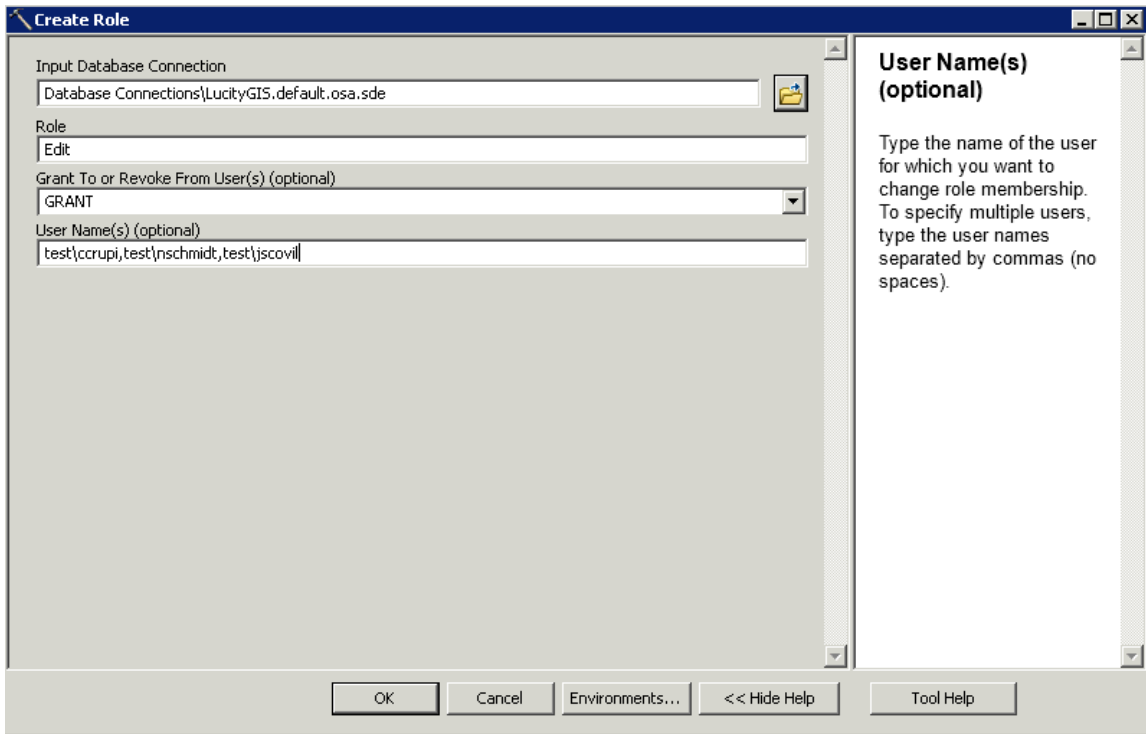 Create Role
Input Database Connection
Database Connections\LucityGIS.default.osa.sde
Role
Edit
Grant To or Revoke From User(s) (optional)
GRANT
User Name(s) (optional)
test\ccrupi,test\nschmidt,test\jscovil
User Name(s)
(optional)
Type the name of the user
for which you want to
change role membership.
To specify multiple users,
type the user names
separated by commas (no
spaces).
OK
Cancel
Environments...
<< Hide Help
Tool Help